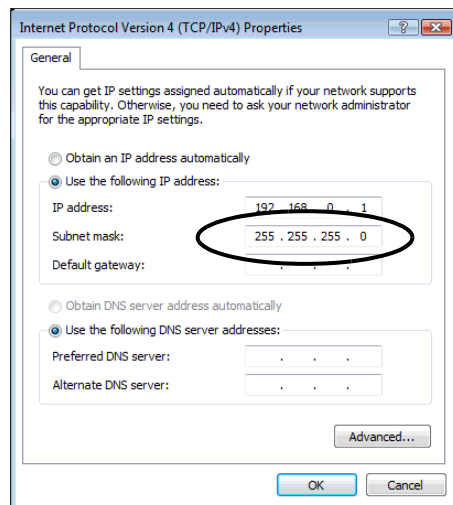 Internet Protocol Version 4 (TCP/IPv4) Properties
General
You can get IP settings assigned automatically if your network supports
this capability. Otherwise, you need to ask your network administrator
for the appropriate IP settings.
Obtain an IP address automatically
Use the following IP address:
IP address: 192 . 168 . 0 . 1
Subnet mask: 255 . 255 . 255 . 0
Default gateway: . . .
Obtain DNS server address automatically
Use the following DNS server addresses:
Preferred DNS server: . . .
Alternate DNS server: . . .
Advanced...
OK Cancel